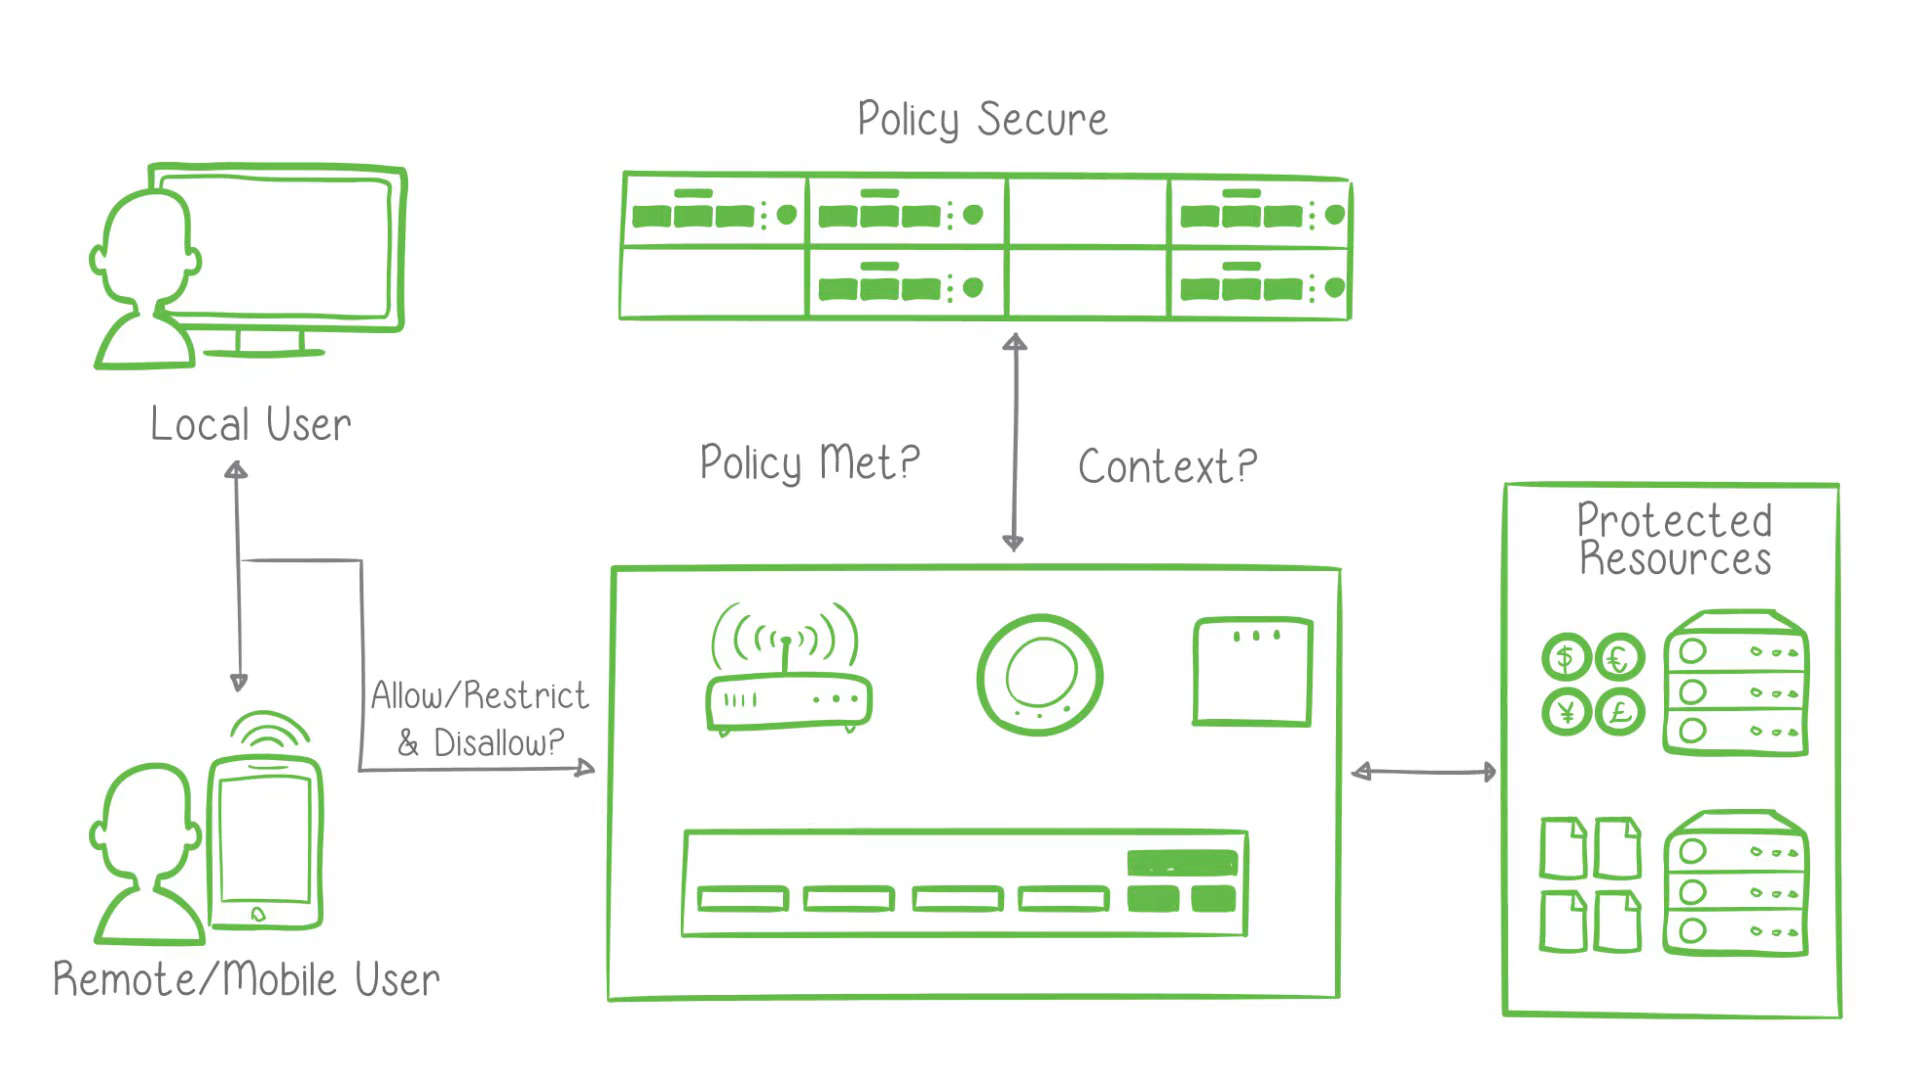 Policy Secure
Local User
Policy Met?
Context?
Protected
Resources
$ €
¥ £
Allow/Restrict
& Disallow?
Remote/Mobile User